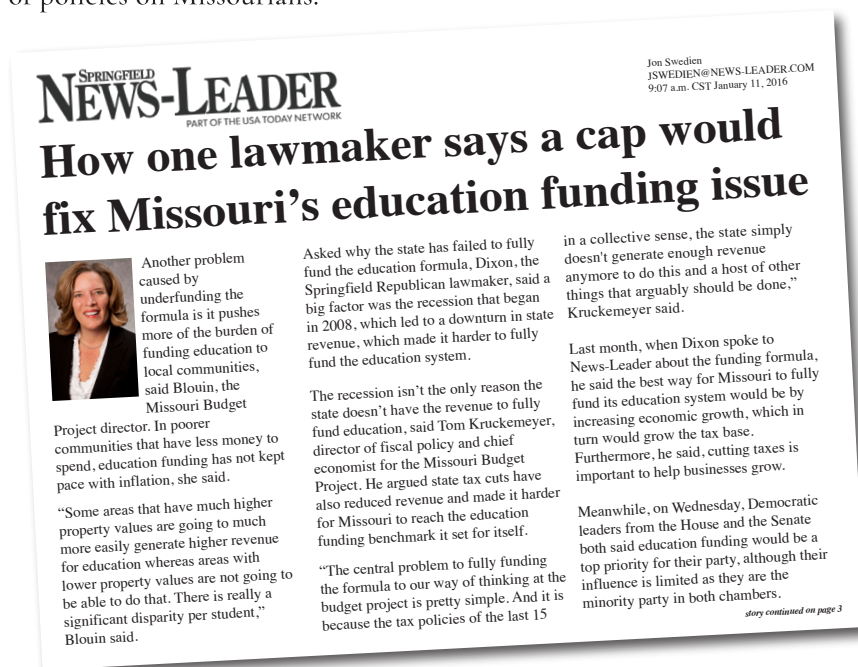 of policies on Missourians.
SPRINGFIELD
NEWS-LEADER
PART OF THE USA TODAY NETWORK
Jon Swedien
JSWEDIEN@NEWS-LEADER.COM
9:07 a.m. CST January 11, 2016
How one lawmaker says a cap would
fix Missouri’s education funding issue
Another problem
caused by
underfunding the
formula is it pushes
more of the burden of
funding education to
local communities,
said Blouin, the
Missouri Budget
Project director. In poorer
communities that have less money to
spend, education funding has not kept
pace with inflation, she said.
“Some areas that have much higher
property values are going to much
more easily generate higher revenue
for education whereas areas with
lower property values are not going to
be able to do that. There is really a
significant disparity per student,”
Blouin said.
Asked why the state has failed to fully
fund the education formula, Dixon, the
Springfield Republican lawmaker, said a
big factor was the recession that began
in 2008, which led to a downturn in state
revenue, which made it harder to fully
fund the education system.
The recession isn’t the only reason the
state doesn’t have the revenue to fully
fund education, said Tom Kruckemeyer,
director of fiscal policy and chief
economist for the Missouri Budget
Project. He argued state tax cuts have
also reduced revenue and made it harder
for Missouri to reach the education
funding benchmark it set for itself.
“The central problem to fully funding
the formula to our way of thinking at the
budget project is pretty simple. And it is
because the tax policies of the last 15
in a collective sense, the state simply
doesn't generate enough revenue
anymore to do this and a host of other
things that arguably should be done,”
Kruckemeyer said.
Last month, when Dixon spoke to
News-Leader about the funding formula,
he said the best way for Missouri to fully
fund its education system would be by
increasing economic growth, which in
turn would grow the tax base.
Furthermore, he said, cutting taxes is
important to help businesses grow.
Meanwhile, on Wednesday, Democratic
leaders from the House and the Senate
both said education funding would be a
top priority for their party, although their
influence is limited as they are the
minority party in both chambers.
story continued on page 3